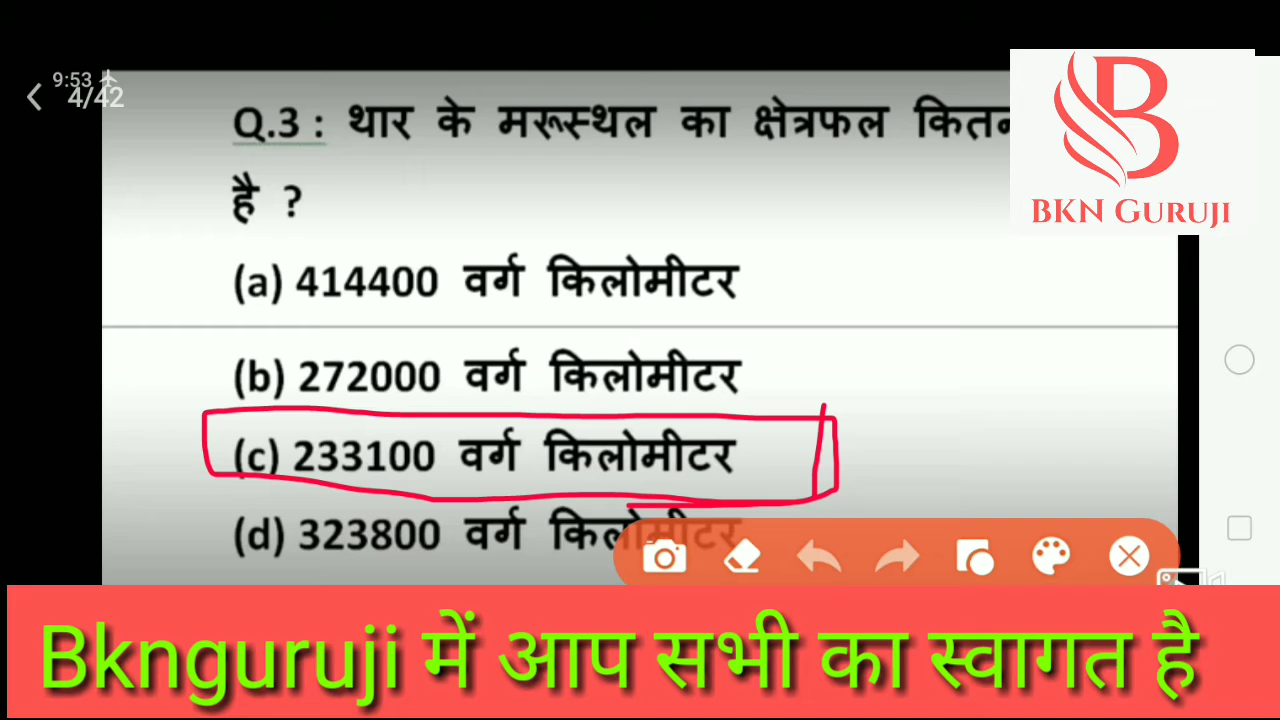 9:53
4/42
Q.3 : थार के मरूस्थल का क्षेत्रफल
है ?
(a) 414400 वर्ग किलोमीटर
(b) 272000 वर्ग किलोमीटर
(c) 233100 वर्ग किलोमीटर
(d) 323800 वर्ग किलोमीटर
B
BKN GURUJI
Bknguruji में आप सभी का स्वागत है